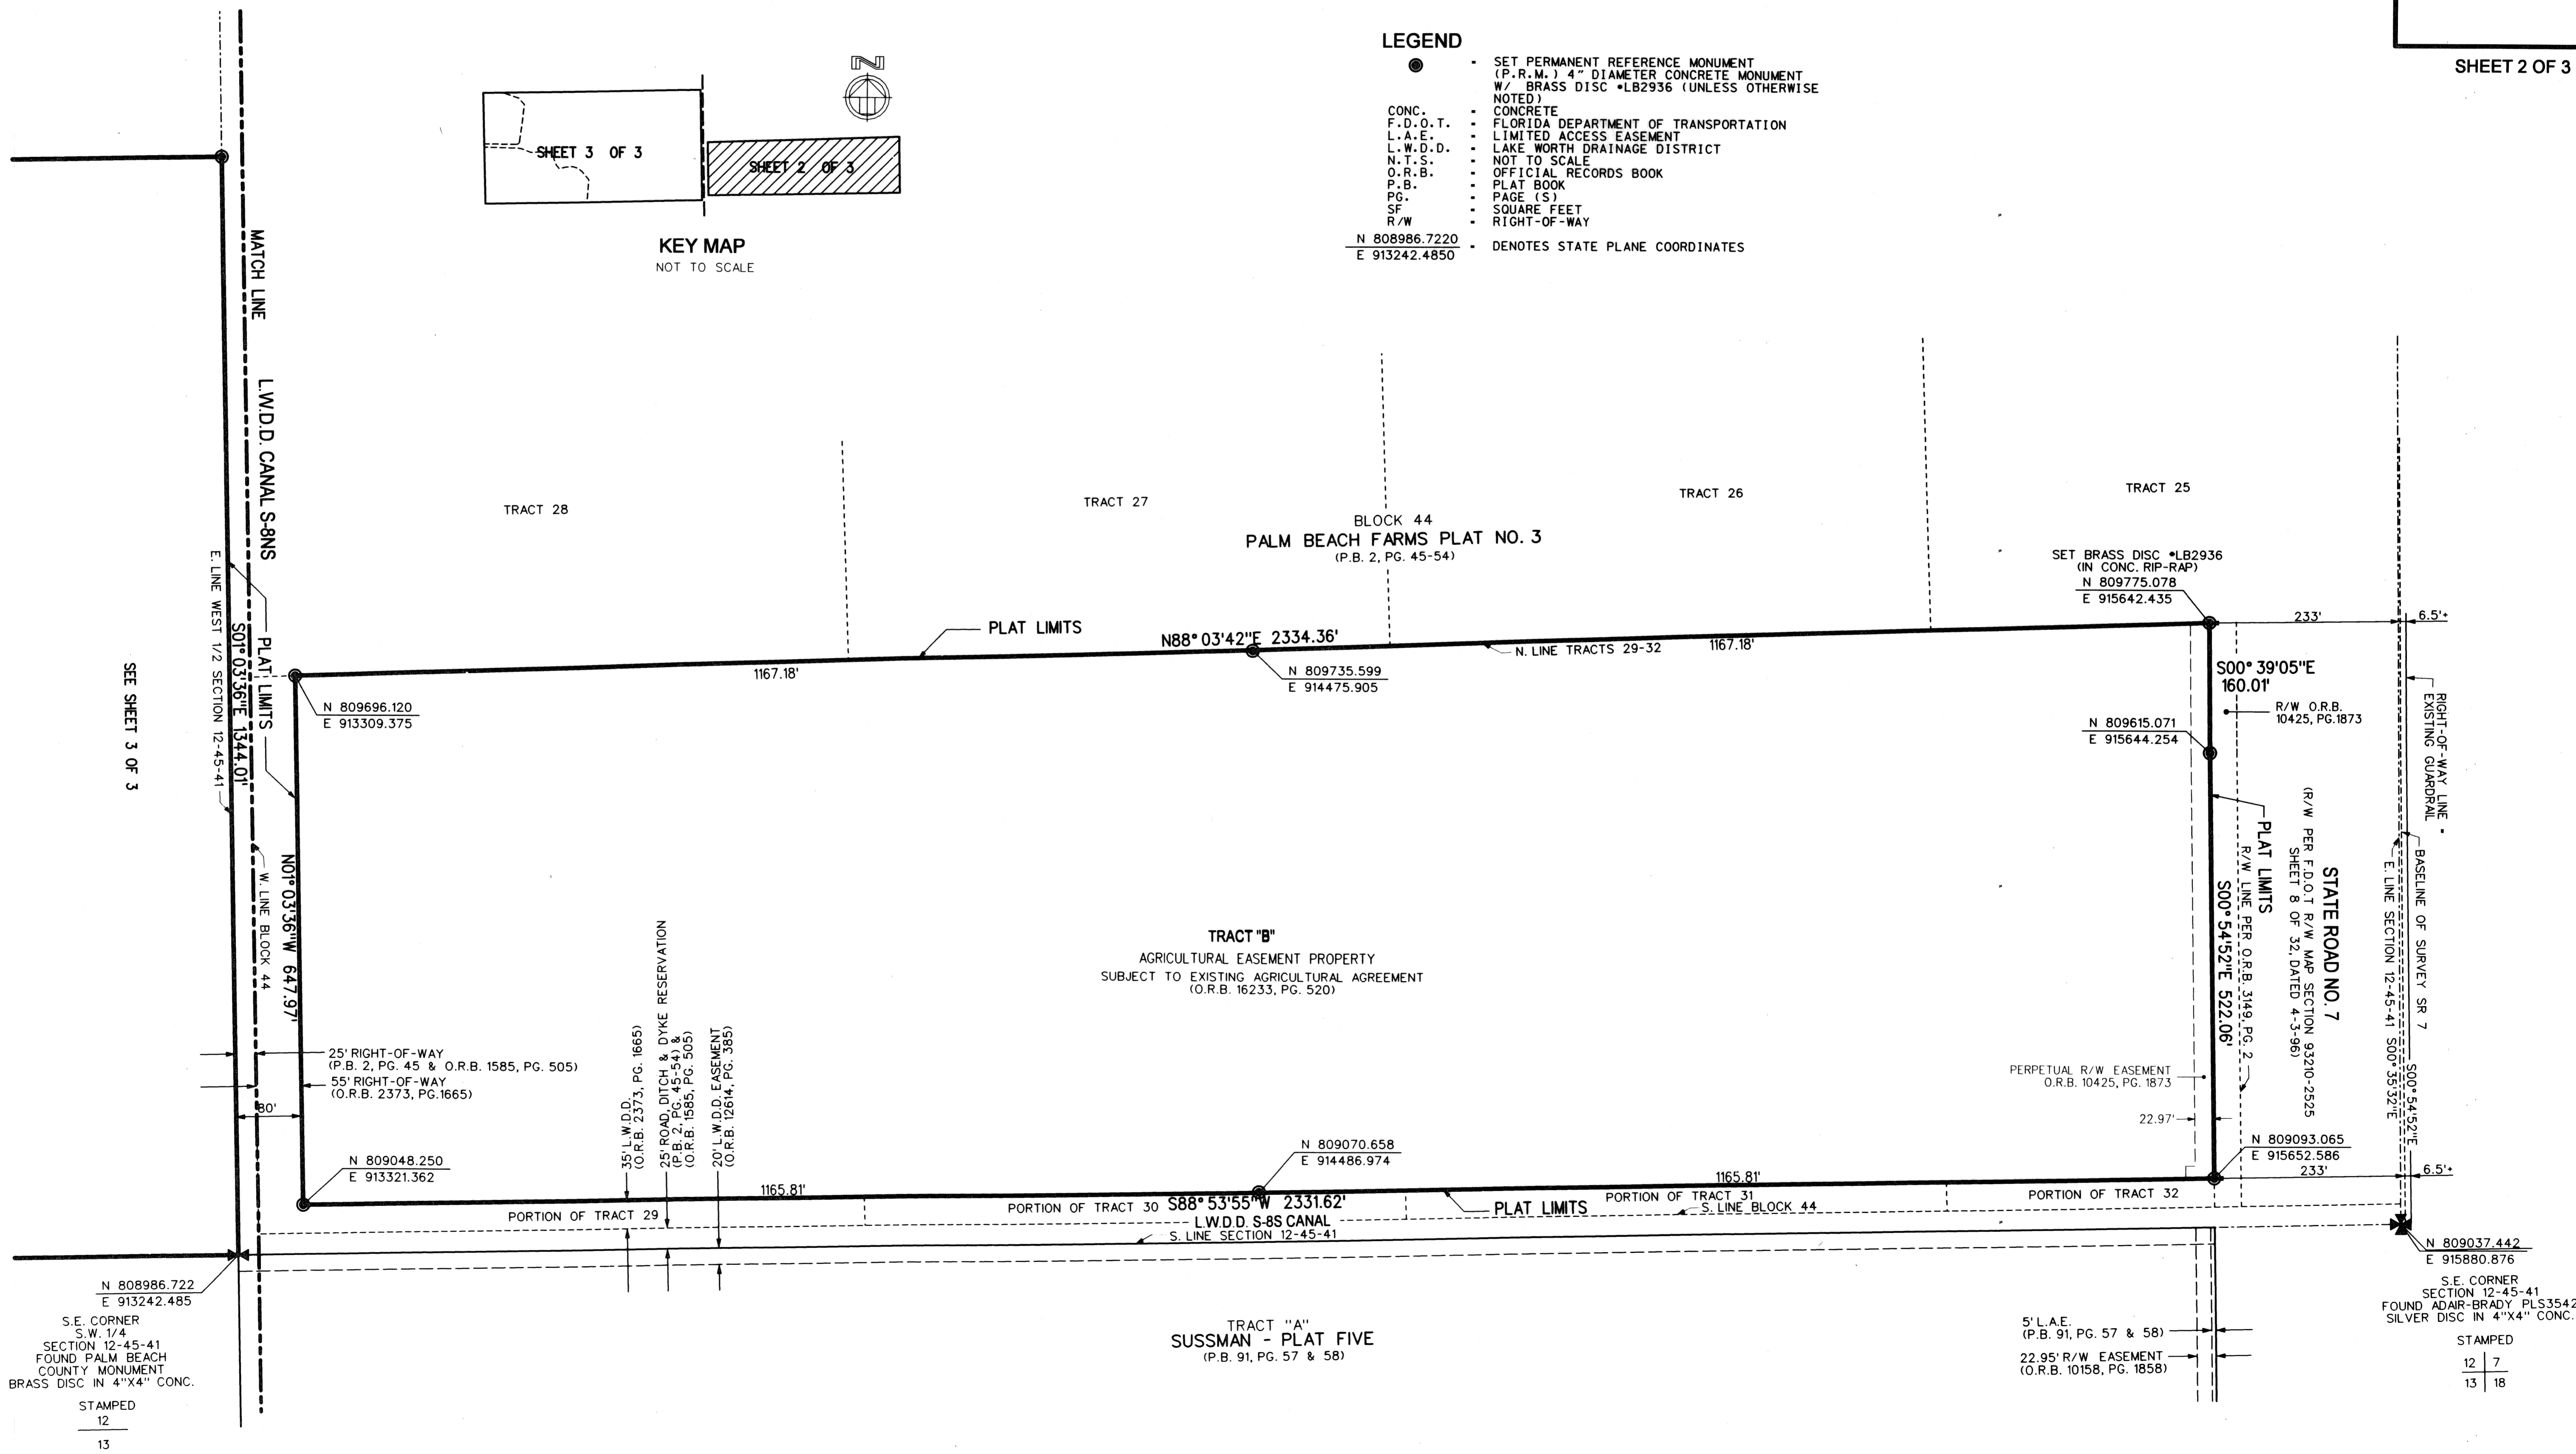 SHEET 2 OF 3
LEGEND
- SET PERMANENT REFERENCE MONUMENT
(P.R.M.) 4" DIAMETER CONCRETE MONUMENT
W/ BRASS DISC •LB2936 (UNLESS OTHERWISE
NOTED)
CONC. - CONCRETE
F.D.O.T. - FLORIDA DEPARTMENT OF TRANSPORTATION
L.A.E. - LIMITED ACCESS EASEMENT
L.W.D.D. - LAKE WORTH DRAINAGE DISTRICT
N.T.S. - NOT TO SCALE
O.R.B. - OFFICIAL RECORDS BOOK
P.B. - PLAT BOOK
PG. - PAGE (S)
SF - SQUARE FEET
R/W - RIGHT-OF-WAY
N 808986.7220
E 913242.4850
- DENOTES STATE PLANE COORDINATES
N
SHEET 3 OF 3
SHEET 2 OF 3
KEY MAP
NOT TO SCALE
MATCH LINE
L.W.D.D. CANAL S-8NS
E. LINE WEST 1/2 SECTION 12-45-41
S01°03'36"E 1344.01'
PLAT LIMITS
SEE SHEET 3 OF 3
W. LINE BLOCK 44
N01°03'36"W 647.97'
TRACT 28
TRACT 27
TRACT 26
TRACT 25
BLOCK 44
PALM BEACH FARMS PLAT NO. 3
(P.B. 2, PG. 45-54)
SET BRASS DISC •LB2936
(IN CONC. RIP-RAP)
N 809775.078
E 915642.435
233'
6.5'+
PLAT LIMITS
N88°03'42"E 2334.36'
1167.18'
N. LINE TRACTS 29-32
1167.18'
N 809735.599
E 914475.905
N 809696.120
E 913309.375
S00°39'05"E
160.01'
R/W O.R.B.
10425, PG.1873
N 809615.071
E 915644.254
RIGHT-OF-WAY LINE -
EXISTING GUARDRAIL
BASELINE OF SURVEY SR 7
S00°54'52"E
E. LINE SECTION 12-45-41 S00°35'32"E
STATE ROAD NO. 7
(R/W PER F.D.O.T R/W MAP SECTION 93210-2525
SHEET 8 OF 32, DATED 4-3-96)
PLAT LIMITS
R/W LINE PER O.R.B. 3149, PG. 2
S00°54'52"E 522.06'
TRACT "B"
AGRICULTURAL EASEMENT PROPERTY
SUBJECT TO EXISTING AGRICULTURAL AGREEMENT
(O.R.B. 16233, PG. 520)
25' RIGHT-OF-WAY
(P.B. 2, PG. 45 & O.R.B. 1585, PG. 505)
55' RIGHT-OF-WAY
(O.R.B. 2373, PG.1665)
80'
35' L.W.D.D.
(O.R.B. 2373, PG. 1665)
25' ROAD, DITCH & DYKE RESERVATION
(P.B. 2, PG. 45-54) &
(O.R.B. 1585, PG. 505)
20' L.W.D.D. EASEMENT
(O.R.B. 12614, PG. 385)
PERPETUAL R/W EASEMENT
O.R.B. 10425, PG. 1873
22.97'
N 809093.065
E 915652.586
233'
6.5'+
N 809048.250
E 913321.362
N 809070.658
E 914486.974
1165.81'
1165.81'
S88°53'55"W 2331.62'
PORTION OF TRACT 29
PORTION OF TRACT 30
PORTION OF TRACT 31
PORTION OF TRACT 32
PLAT LIMITS
S. LINE BLOCK 44
L.W.D.D. S-8S CANAL
S. LINE SECTION 12-45-41
N 808986.722
E 913242.485
S.E. CORNER
S.W. 1/4
SECTION 12-45-41
FOUND PALM BEACH
COUNTY MONUMENT
BRASS DISC IN 4"X4" CONC.
STAMPED
12
13
TRACT "A"
SUSSMAN - PLAT FIVE
(P.B. 91, PG. 57 & 58)
5' L.A.E.
(P.B. 91, PG. 57 & 58)
22.95' R/W EASEMENT
(O.R.B. 10158, PG. 1858)
N 809037.442
E 915880.876
S.E. CORNER
SECTION 12-45-41
FOUND ADAIR-BRADY PLS3542
SILVER DISC IN 4"X4" CONC.
STAMPED
12 7
13 18